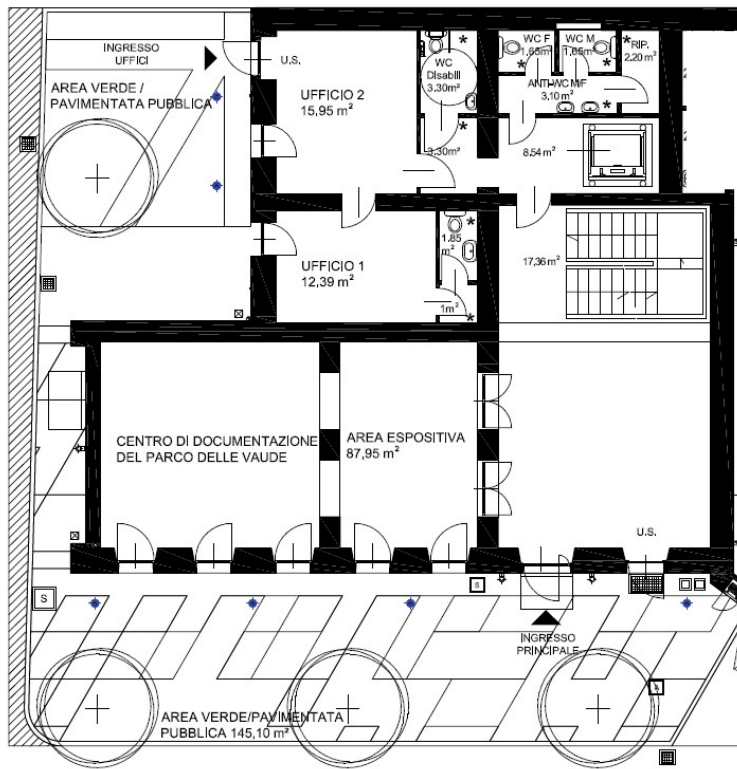 INGRESSO
UFFICI
U.S.
AREA VERDE /
PAVIMENTATA PUBBLICA
UFFICIO 2
15,95 m²
WC
Disabili
3.30m²
WC F
1,65m²
WC M
1,65m²
RIP.
2.20m²
ANTI-WC M/F
3,10 m²
3.30m²
8.54 m²
UFFICIO 1
12,39 m²
1.85
m²
1m²
17,36 m²
CENTRO DI DOCUMENTAZIONE
DEL PARCO DELLE VAUDE
AREA ESPOSITIVA
87,95 m²
U.S.
S
S
INGRESSO
PRINCIPALE
AREA VERDE/PAVIMENTATA
PUBBLICA 145,10 m²